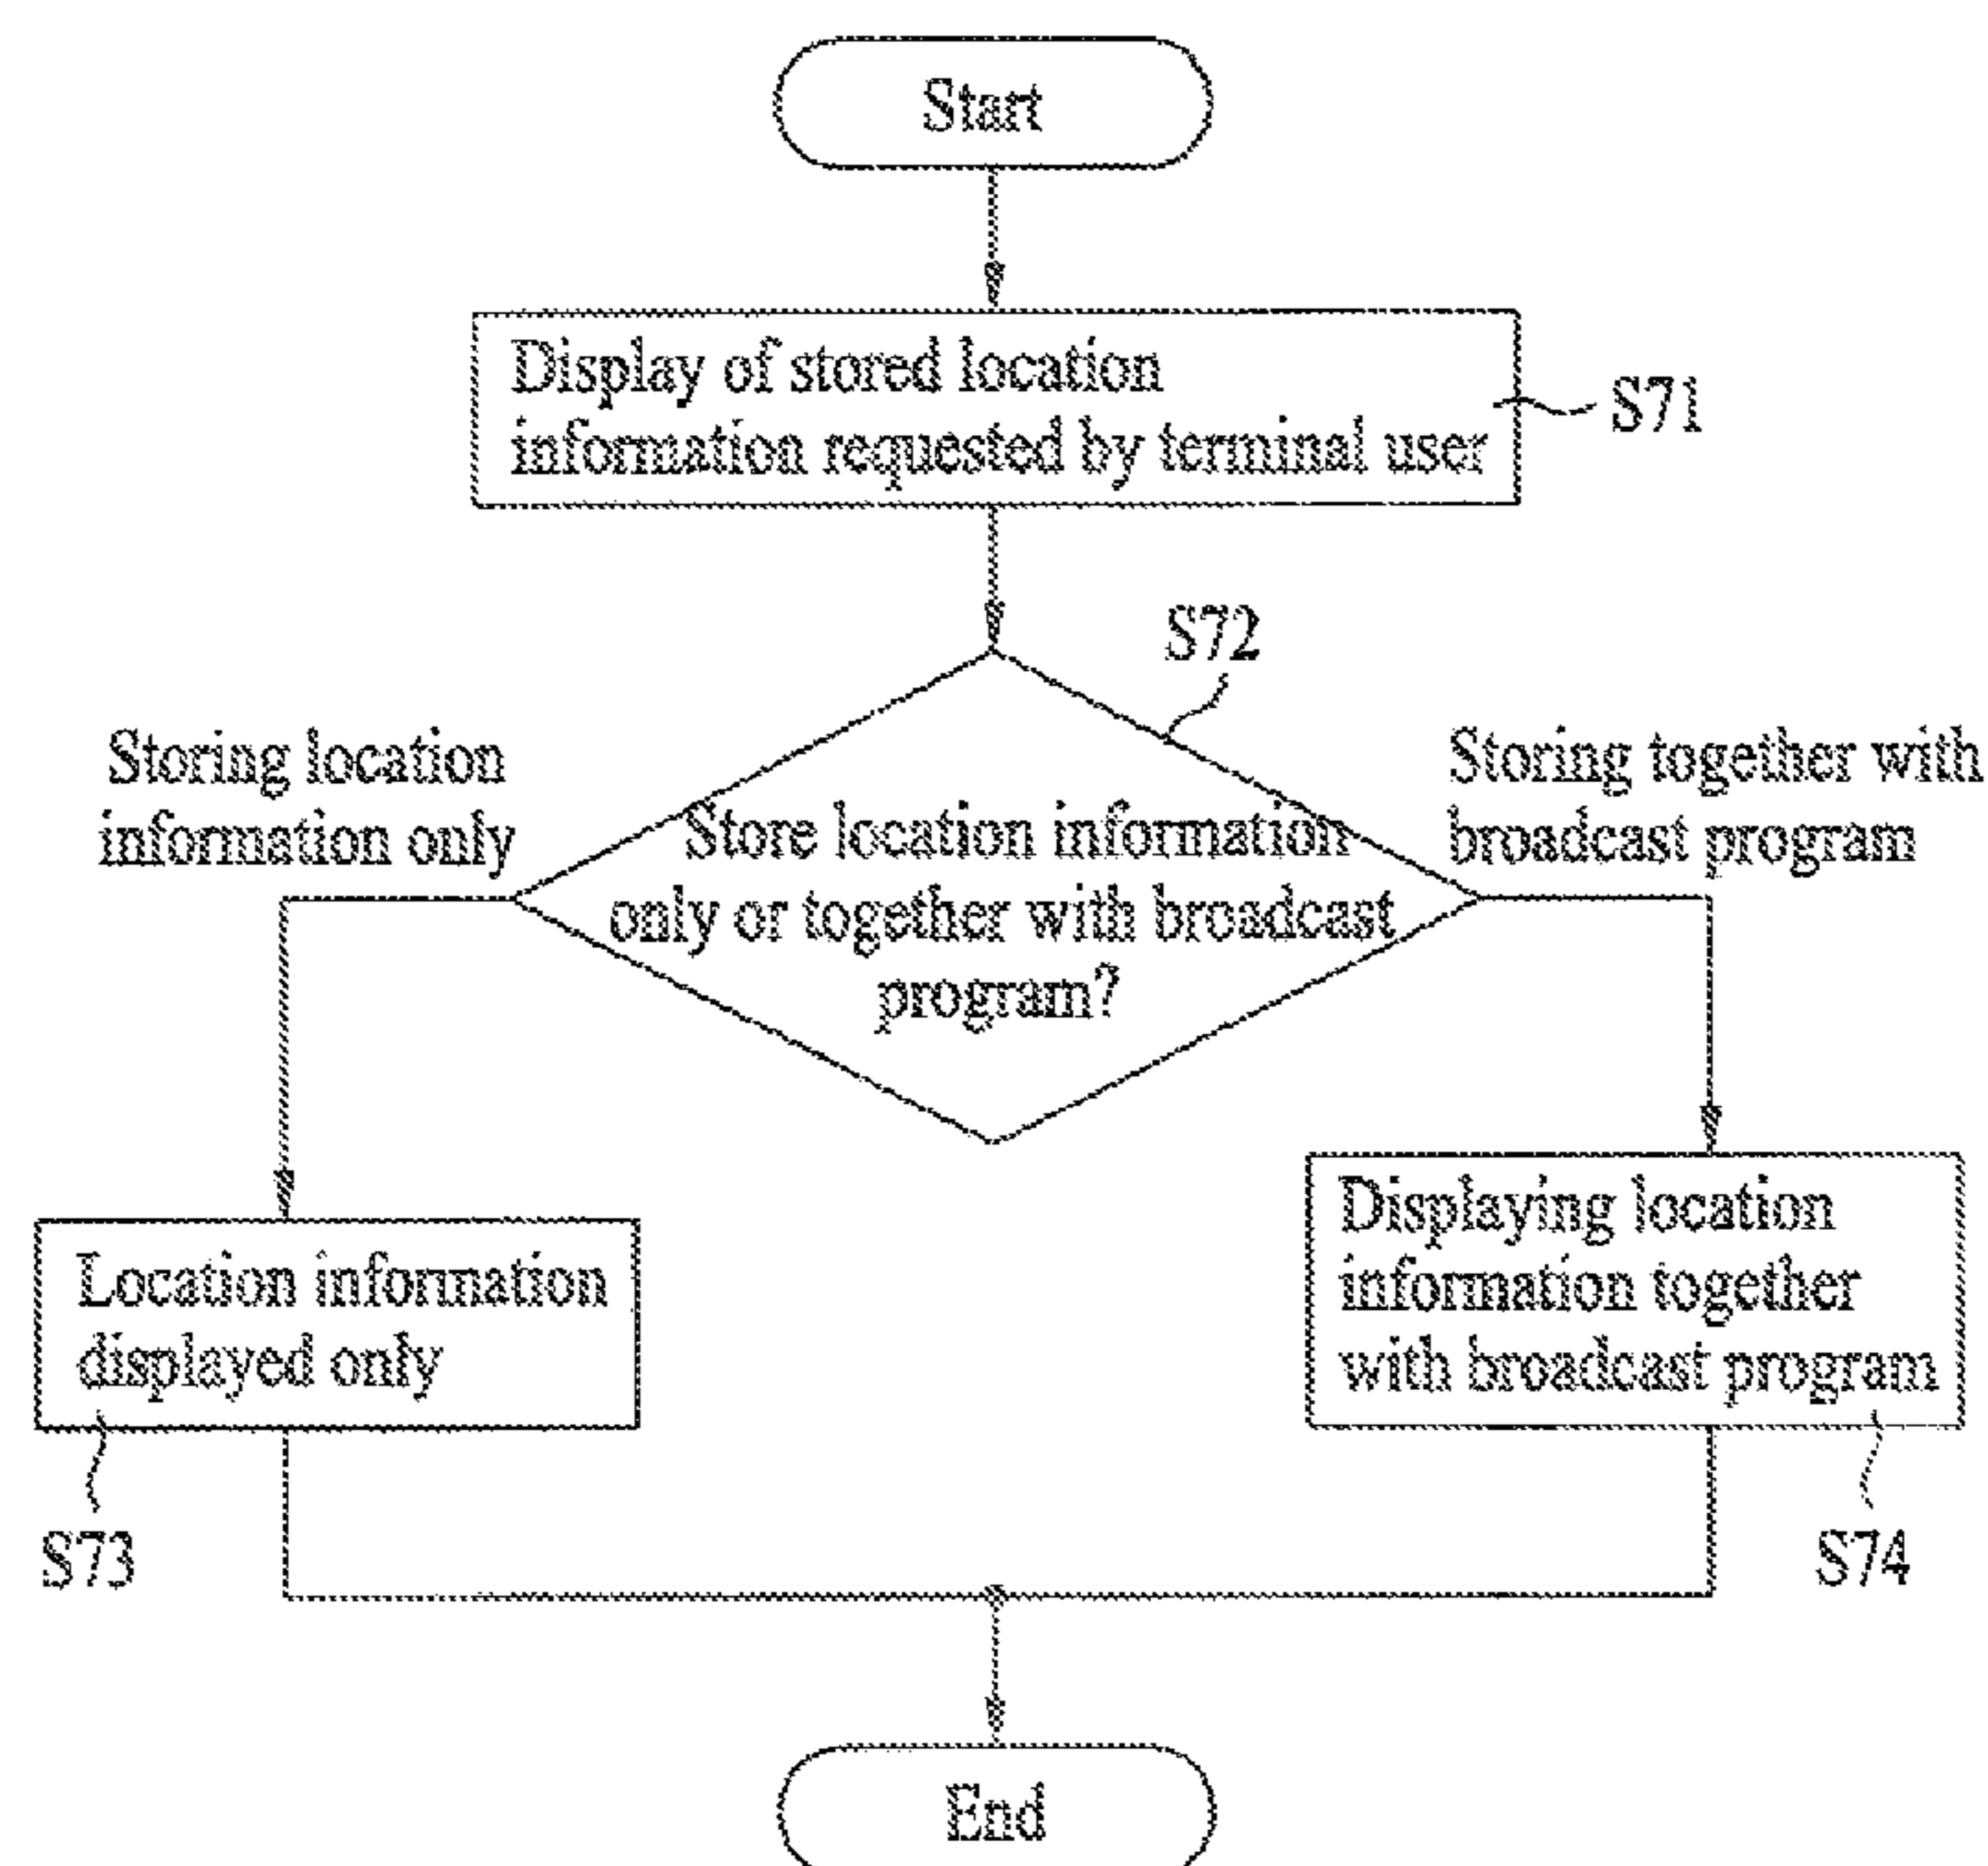 Start
Display of stored location
information requested by terminal user
S71
S72
Storing location
information only
Store location information
only or together with broadcast
program?
Storing together with
broadcast program
Location information
displayed only
S73
Displaying location
information together
with broadcast program
S74
End